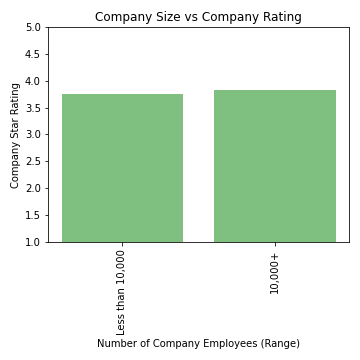 Company Size vs Company Rating
Company Star Rating
5.0
4.5
4.0
3.5
3.0
2.5
2.0
1.5
1.0
Less than 10,000
10,000+
Number of Company Employees (Range)